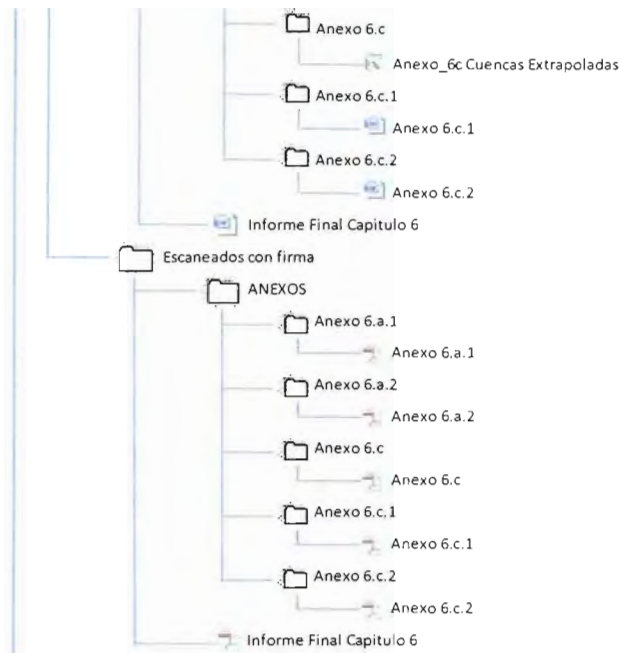 Anexo 6.c
Anexo_6c Cuencas Extrapoladas
Anexo 6.c.1
Anexo 6.c.1
Anexo 6.c.2
Anexo 6.c.2
Informe Final Capitulo 6
Escaneados con firma
ANEXOS
Anexo 6.a.1
Anexo 6.a.1
Anexo 6.a.2
Anexo 6.a.2
Anexo 6.c
Anexo 6.c
Anexo 6.c.1
Anexo 6.c.1
Anexo 6.c.2
Anexo 6.c.2
Informe Final Capitulo 6